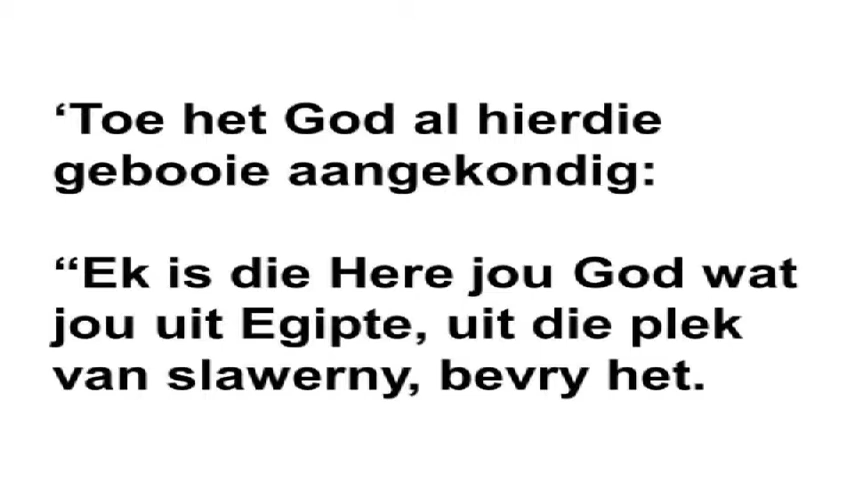 ‘Toe het God al hierdie
gebooie aangekondig:
“Ek is die Here jou God wat
jou uit Egipte, uit die plek
van slawerny, bevry het.